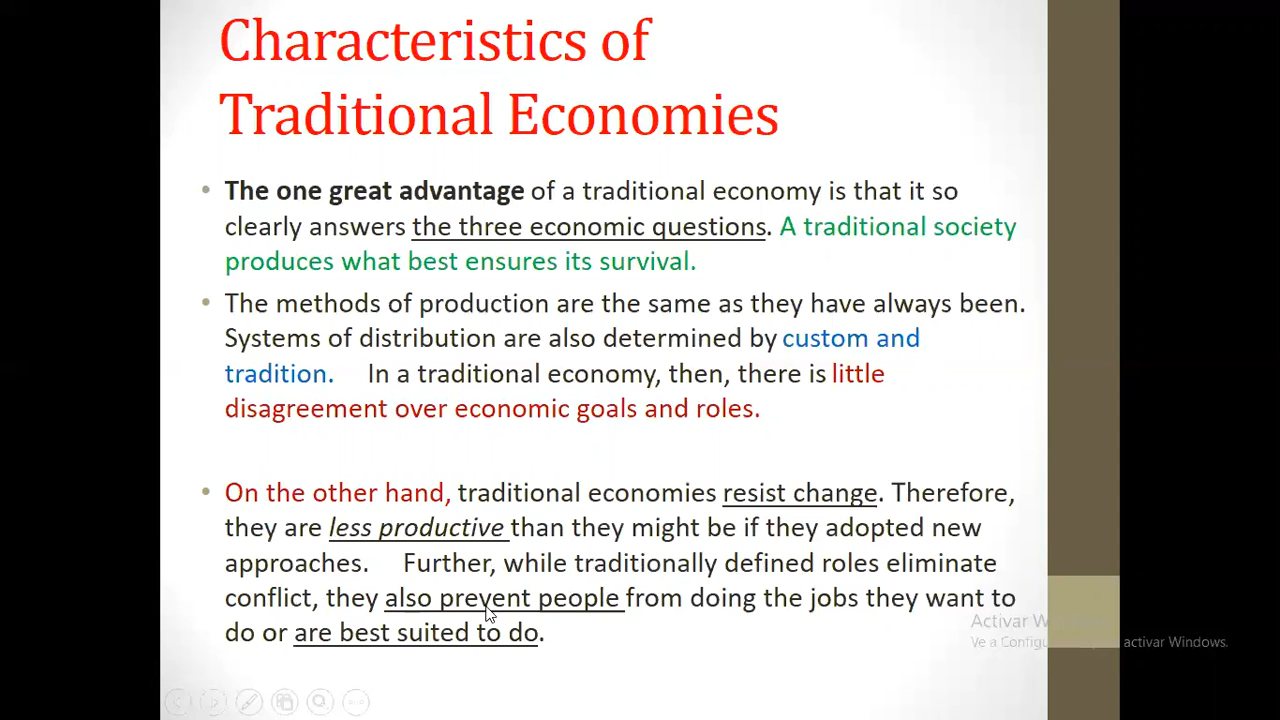 Characteristics of
Traditional Economies
• The one great advantage of a traditional economy is that it so
clearly answers the three economic questions. A traditional society
produces what best ensures its survival.
• The methods of production are the same as they have always been.
Systems of distribution are also determined by custom and
tradition. In a traditional economy, then, there is little
disagreement over economic goals and roles.
• On the other hand, traditional economies resist change. Therefore,
they are less productive than they might be if they adopted new
approaches. Further, while traditionally defined roles eliminate
conflict, they also prevent people from doing the jobs they want to
do or are best suited to do.
Activar
Ve a activar Windows.